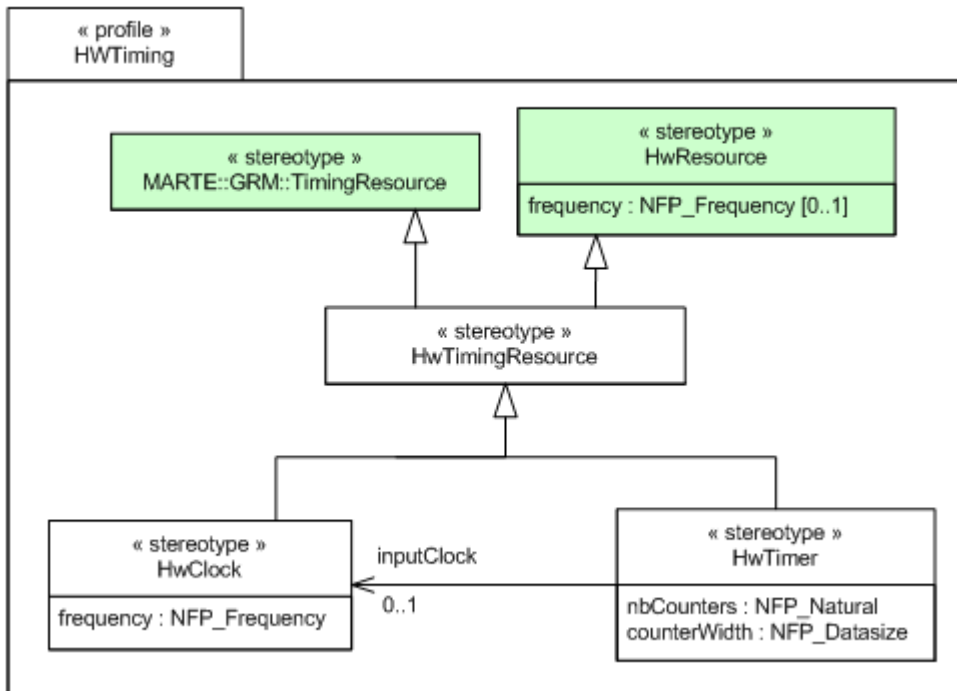 « profile »
HWTiming
« stereotype »
MARTE::GRM::TimingResource
« stereotype »
HwResource
frequency : NFP_Frequency [0..1]
« stereotype »
HwTimingResource
« stereotype »
HwClock
frequency : NFP_Frequency
inputClock
0..1
« stereotype »
HwTimer
nbCounters : NFP_Natural
counterWidth : NFP_Datasize